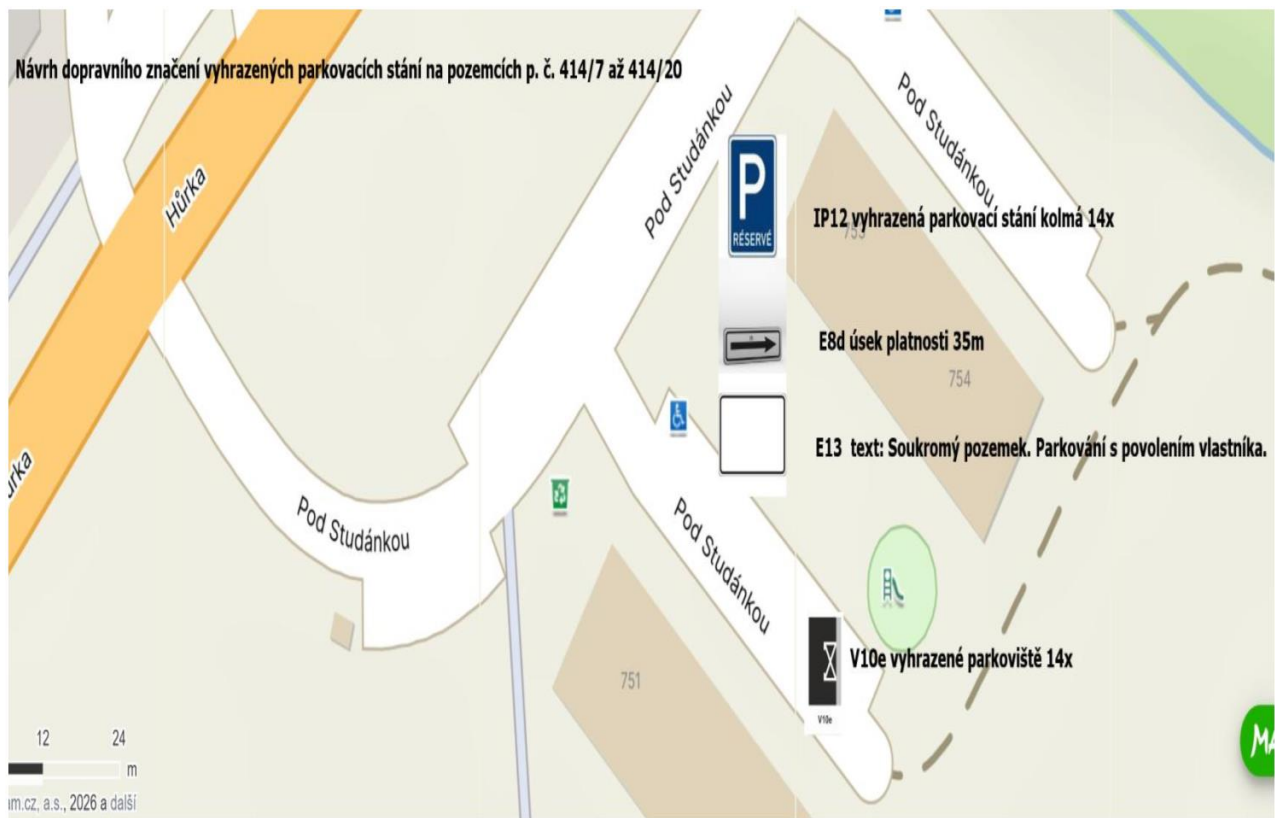 Návrh dopravního značení vyhrazených parkovacích stání na pozemcích p. č. 414/7 až 414/20
Pod Studánkou
Hůrka
Pod Studánkou
P
RÉSERVÉ
IP12 vyhrazená parkovací stání kolmá 14x
E8d úsek platnosti 35m
754
E13 text: Soukromý pozemek. Parkování s povolením vlastníka.
urka
Pod Studánkou
Pod Studánkou
V10e vyhrazené parkoviště 14x
V10e
751
12 24
m
am.cz, a.s., 2026 a další